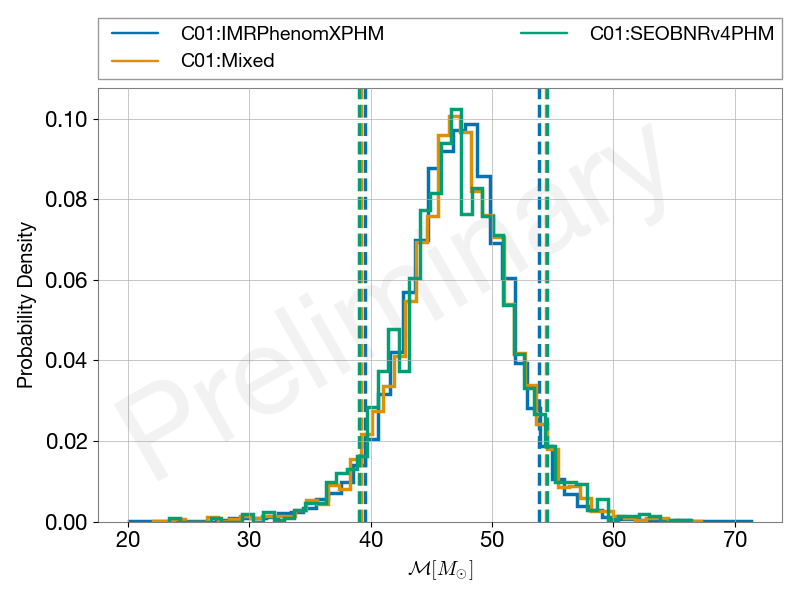 C01:IMRPhenomXPHM C01:SEOBNRv4PHM
C01:Mixed
Preliminary
Probability Density
0.10
0.08
0.06
0.04
0.02
0.00
20 30 40 50 60 70
ℳ[M⊙]